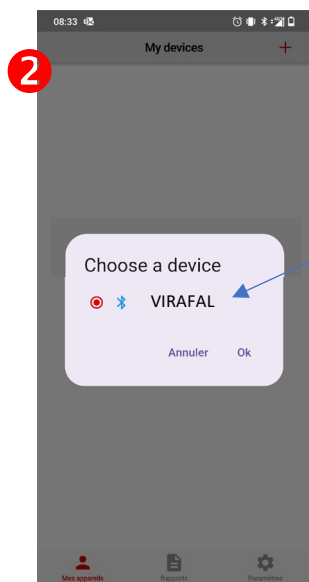 08:33
My devices
2
Choose a device
VIRAFAL
Annuler Ok
Mes appareils Rapports Paramètres